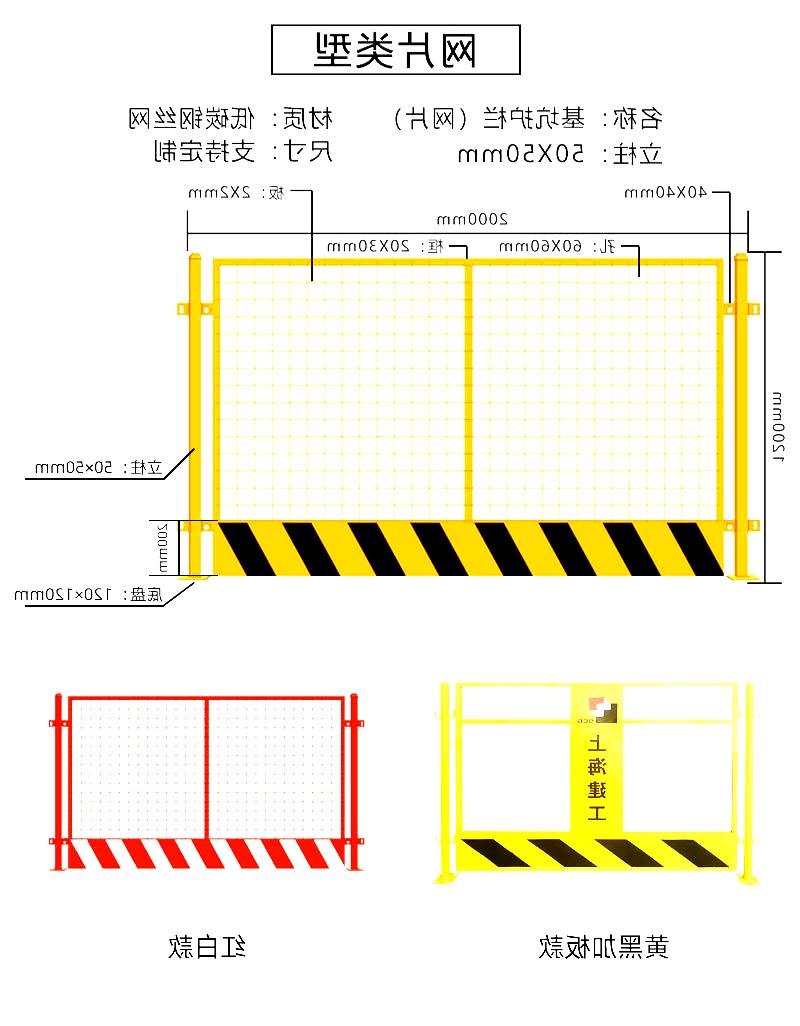 网片类型
名称：基坑护栏（网片）
材质：低碳钢丝网
立柱：50X50mm
尺寸：支持定制
40X40mm
板：2X2mm
2000mm
孔：60X60mm
框：20X30mm
1200mm
立柱：50×50mm
200mm
底盘：120×120mm
SCG
上海建工
黄黑加板款
红白款